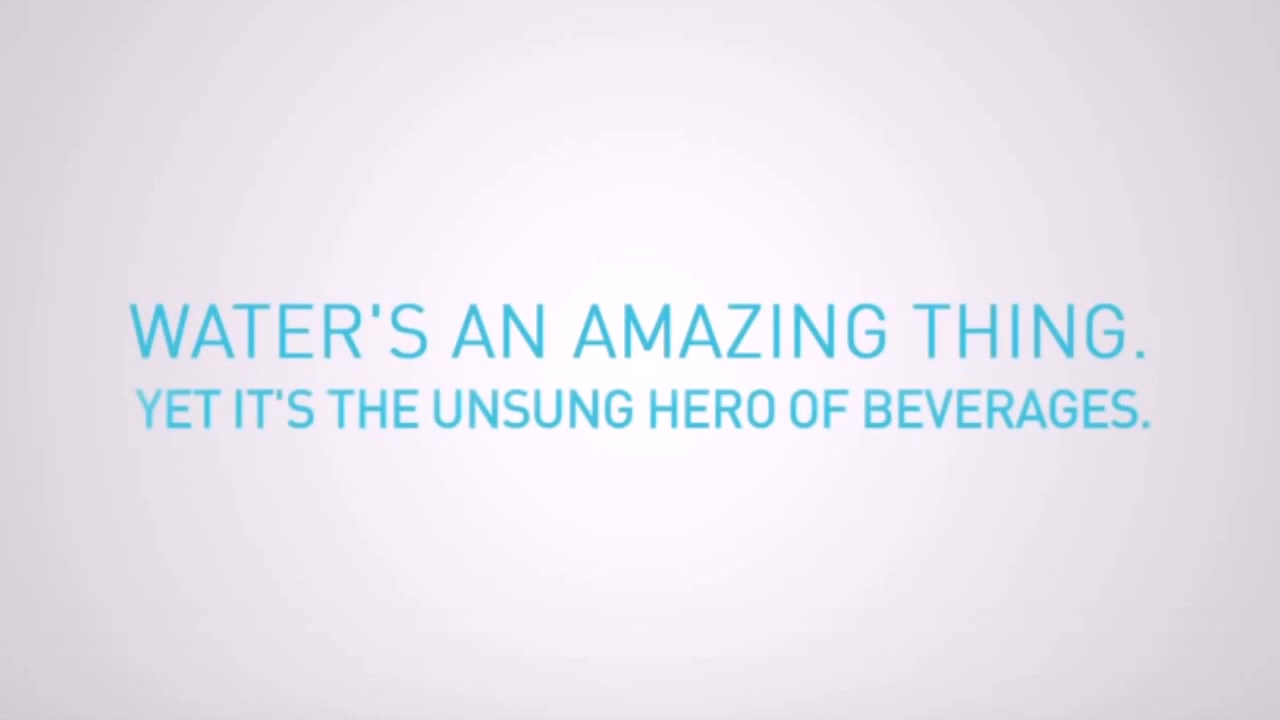 WATER'S AN AMAZING THING.
YET IT'S THE UNSUNG HERO OF BEVERAGES.